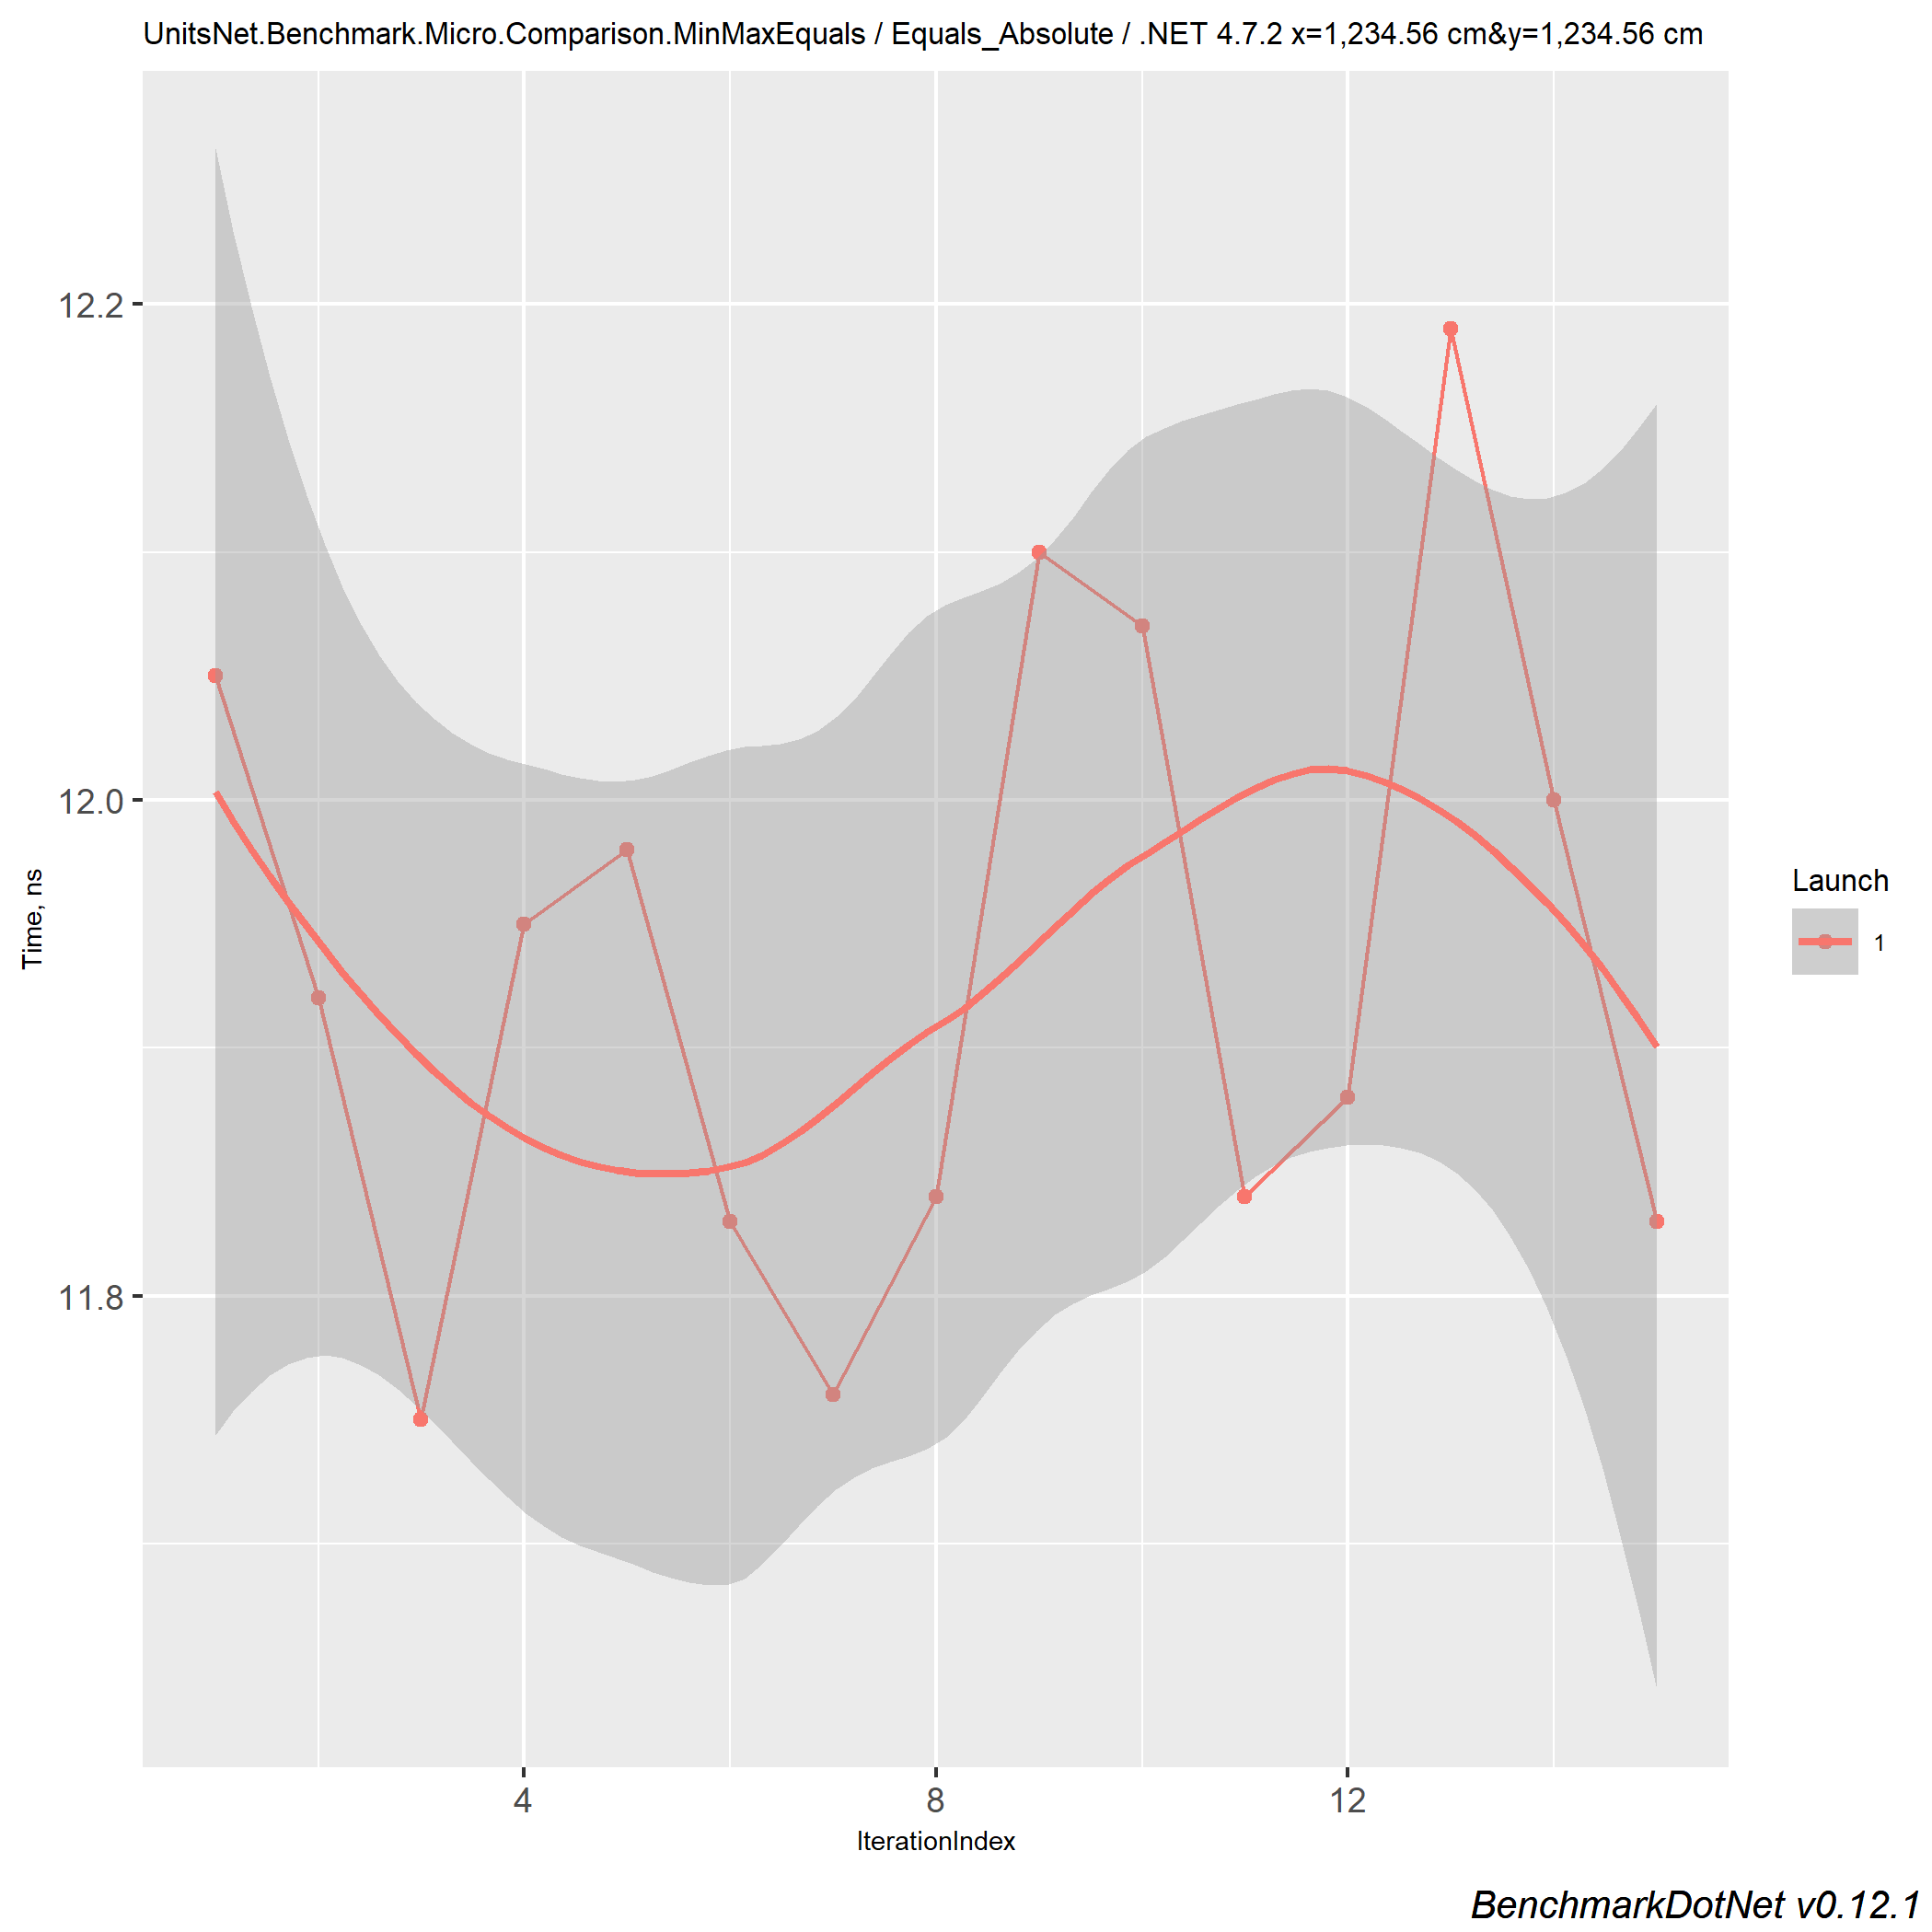 UnitsNet.Benchmark.Micro.Comparison.MinMaxEquals / Equals_Absolute / .NET 4.7.2 x=1,234.56 cm&y=1,234.56 cm
12.2
12.0
11.8
Time, ns
Launch
1
4 8 12
IterationIndex
BenchmarkDotNet v0.12.1